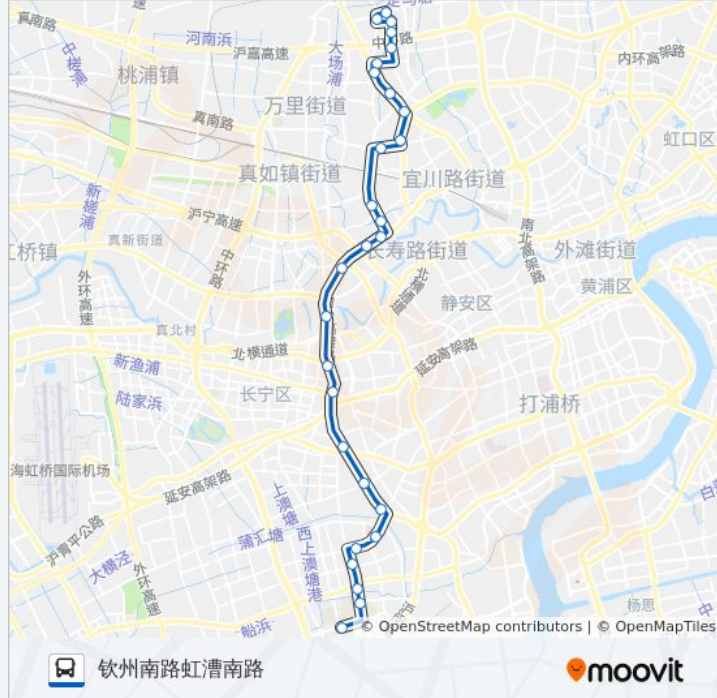 真南路
河南浜
沪嘉高速
中槎浦
大场浦
内环高架路
桃浦镇
万里街道
真南路
虹口区
真如镇街道
宜川路街道
新槎浦
沪宁高速
真新街道
中环路
长寿路街道
南北高架路
外滩街道
外环高速
北横通道
黄浦区
静安区
真北村
北横通道
延安高架路
新渔浦
长宁区
陆家浜
打浦桥
海虹桥国际机场
延安高架路
上澳塘
蒲汇塘
西上澳塘港
沪青平公路
大横泾
外环高速
船浜
杨思
© OpenStreetMap contributors | © OpenMapTiles
钦州南路虹漕南路
moovit